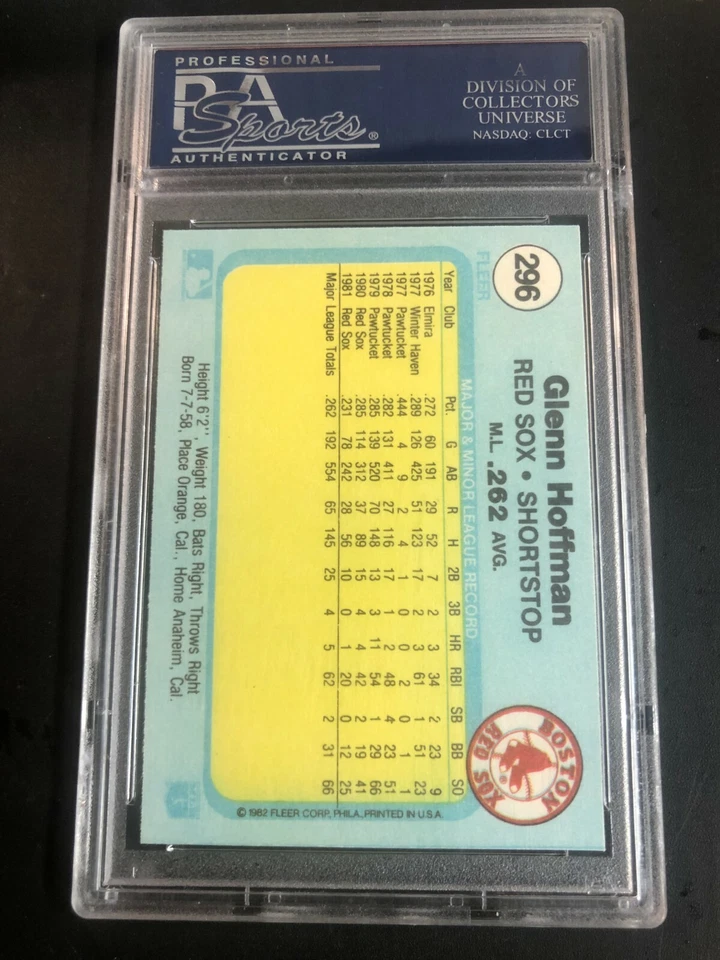 PROFESSIONAL
PSA
Sports®
AUTHENTICATOR
A
DIVISION OF
COLLECTORS
UNIVERSE
NASDAQ: CLCT
296
FLEER
Glenn Hoffman
RED SOX • SHORTSTOP
M.L. .262 AVG.
BOSTON
RED SOX
MAJOR & MINOR LEAGUE RECORD
Year Club Pct. G AB R H 2B 3B HR RBI SB BB SO
1976 Elmira .272 60 191 29 52 7 2 3 34 2 23 9
1977 Winter Haven .289 126 425 51 123 17 2 3 61 1 51 23
1977 Pawtucket .444 4 9 2 4 1 0 0 2 0 1 1
1978 Pawtucket .282 131 411 27 116 17 1 2 48 4 23 51
1979 Pawtucket .285 139 520 70 148 13 3 11 54 1 29 66
1980 Red Sox .285 114 312 37 89 15 4 4 42 2 19 41
1981 Red Sox .231 78 242 28 56 10 0 1 20 0 12 25
Major League Totals .262 192 554 65 145 25 4 5 62 2 31 66
© 1982 FLEER CORP. PHILA. PRINTED IN U.S.A.
Height 6'2", Weight 180, Bats Right, Throws Right
Born 7-7-58, Place Orange, Cal., Home Anaheim, Cal.